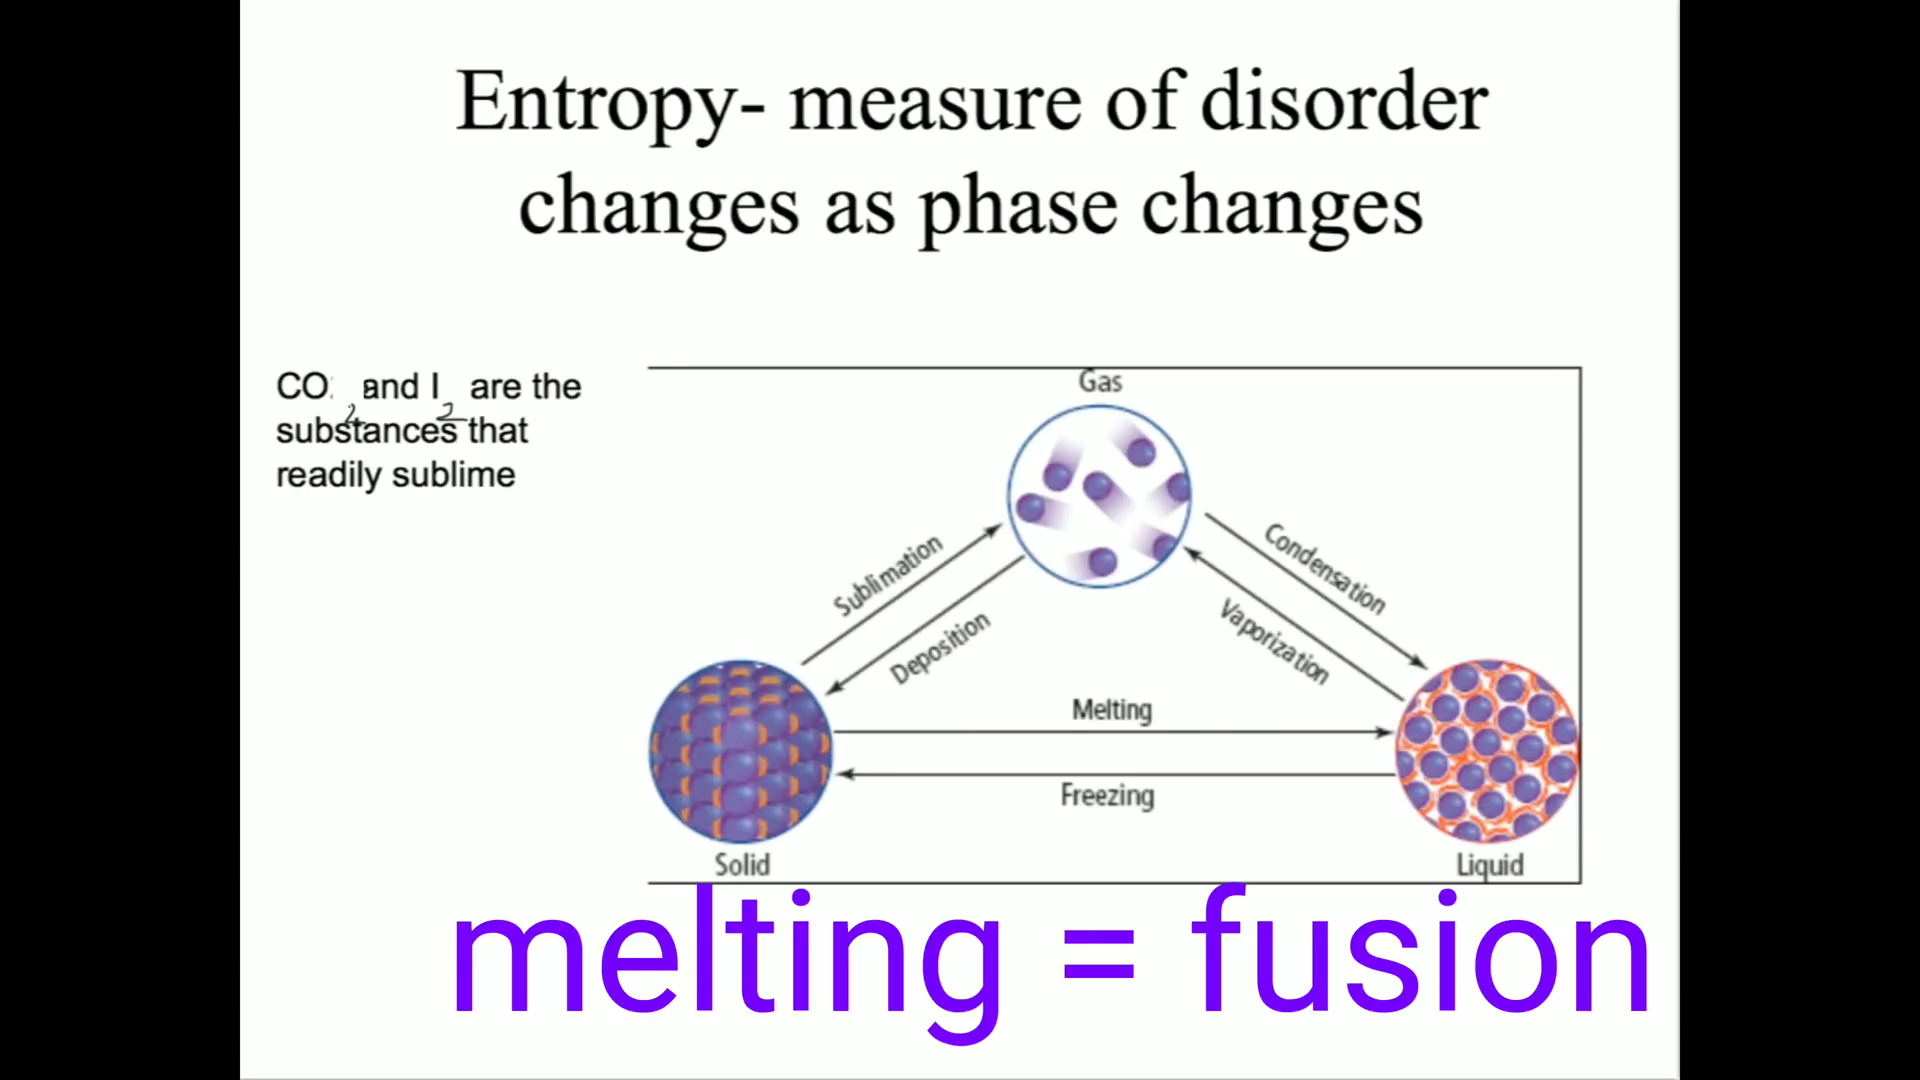 Entropy- measure of disorder
changes as phase changes
CO2 and I2 are the
substances that
readily sublime
Gas
Sublimation
Deposition
Condensation
Vaporization
Melting
Freezing
Solid
Liquid
melting = fusion